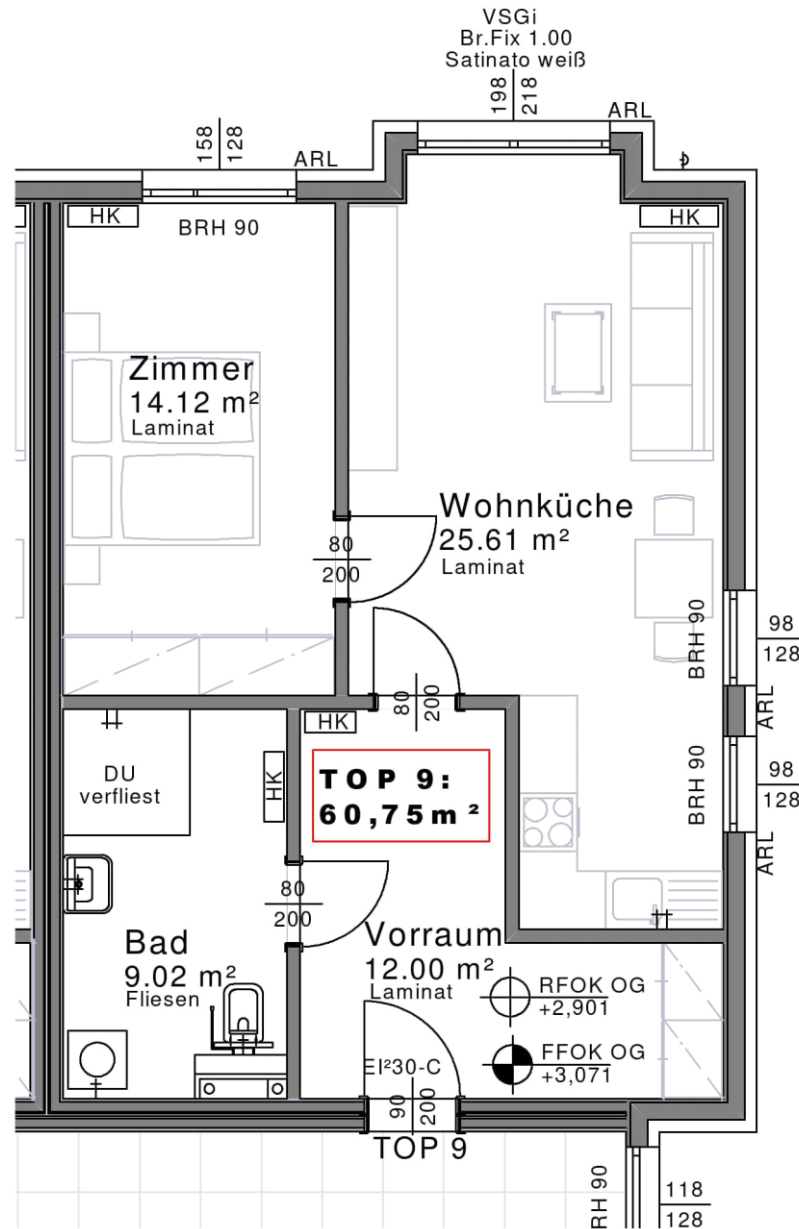 VSGi
Br.Fix 1.00
Satinato weiß
198
218
ARL
158
128
ARL
HK
BRH 90
HK
Zimmer
14.12 m²
Laminat
Wohnküche
25.61 m²
Laminat
80
200
BRH 90
98
128
ARL
80
200
HK
DU
verfliest
HK
TOP 9:
60,75m²
BRH 90
98
128
ARL
80
200
Bad
9.02 m²
Fliesen
Vorraum
12.00 m²
Laminat
RFOK OG
+2,901
FFOK OG
+3,071
EI²30-C
90
200
TOP 9
BRH 90
118
128